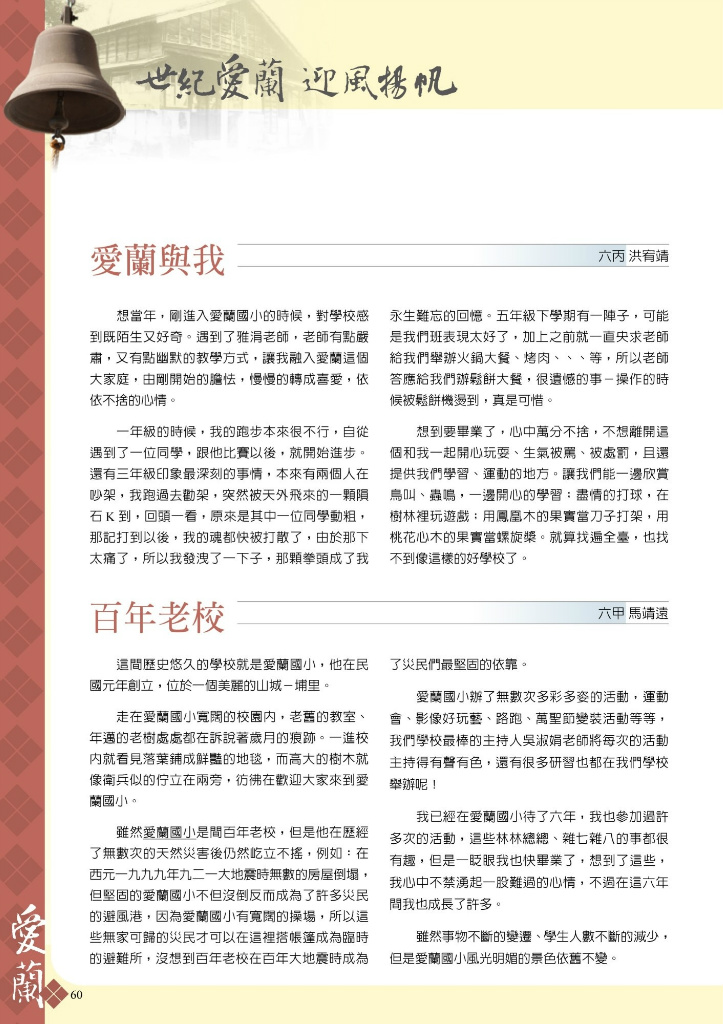 世紀愛蘭 迎風揚帆
愛蘭與我
六丙 洪宥靖
想當年，剛進入愛蘭國小的時候，對學校感
到既陌生又好奇。遇到了雅涓老師，老師有點嚴
肅，又有點幽默的教學方式，讓我融入愛蘭這個
大家庭，由剛開始的膽怯，慢慢的轉成喜愛，依
依不捨的心情。
一年級的時候，我的跑步本來很不行，自從
遇到了一位同學，跟他比賽以後，就開始進步。
還有三年級印象最深刻的事情，本來有兩個人在
吵架，我跑過去勸架，突然被天外飛來的一顆隕
石 K 到，回頭一看，原來是其中一位同學動粗，
那記打到以後，我的魂都快被打散了，由於那下
太痛了，所以我發洩了一下子，那顆拳頭成了我
永生難忘的回憶。五年級下學期有一陣子，可能
是我們班表現太好了，加上之前就一直央求老師
給我們舉辦火鍋大餐、烤肉、、、等，所以老師
答應給我們辦鬆餅大餐，很遺憾的事－操作的時
候被鬆餅機燙到，真是可惜。
想到要畢業了，心中萬分不捨，不想離開這
個和我一起開心玩耍、生氣被罵、被處罰，且還
提供我們學習、運動的地方。讓我們能一邊欣賞
鳥叫、蟲鳴，一邊開心的學習；盡情的打球，在
樹林裡玩遊戲；用鳳凰木的果實當刀子打架，用
桃花心木的果實當螺旋槳。就算找遍全臺，也找
不到像這樣的好學校了。
百年老校
六甲 馬靖遠
這間歷史悠久的學校就是愛蘭國小，他在民
國元年創立，位於一個美麗的山城－埔里。
走在愛蘭國小寬闊的校園內，老舊的教室、
年邁的老樹處處都在訴說著歲月的痕跡。一進校
內就看見落葉鋪成鮮豔的地毯，而高大的樹木就
像衛兵似的佇立在兩旁，彷彿在歡迎大家來到愛
蘭國小。
雖然愛蘭國小是間百年老校，但是他在歷經
了無數次的天然災害後仍然屹立不搖，例如：在
西元一九九九年九二一大地震時無數的房屋倒塌，
但堅固的愛蘭國小不但沒倒反而成為了許多災民
的避風港，因為愛蘭國小有寬闊的操場，所以這
些無家可歸的災民才可以在這裡搭帳篷成為臨時
的避難所，沒想到百年老校在百年大地震時成為
了災民們最堅固的依靠。
愛蘭國小辦了無數次多彩多姿的活動，運動
會、影像好玩藝、路跑、萬聖節變裝活動等等，
我們學校最棒的主持人吳淑娟老師將每次的活動
主持得有聲有色，還有很多研習也都在我們學校
舉辦呢！
我已經在愛蘭國小待了六年，我也參加過許
多次的活動，這些林林總總、雜七雜八的事都很
有趣，但是一眨眼我也快畢業了，想到了這些，
我心中不禁湧起一股難過的心情，不過在這六年
間我也成長了許多。
雖然事物不斷的變遷、學生人數不斷的減少，
但是愛蘭國小風光明媚的景色依舊不變。
愛蘭
60